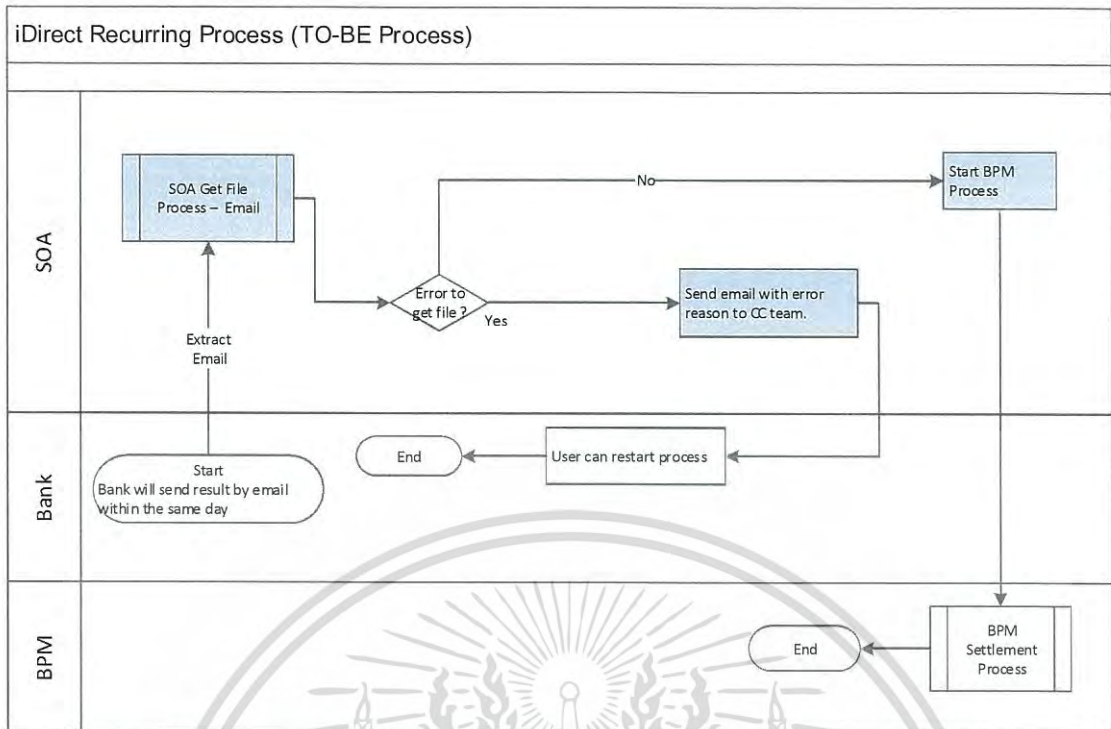 iDirect Recurring Process (TO-BE Process)
SOA
SOA Get File
Process – Email
No
Start BPM
Process
Error to
get file ?
Yes
Send email with error
reason to CC team.
Extract
Email
Bank
Start
Bank will send result by email
within the same day
End
User can restart process
BPM
End
BPM
Settlement
Process